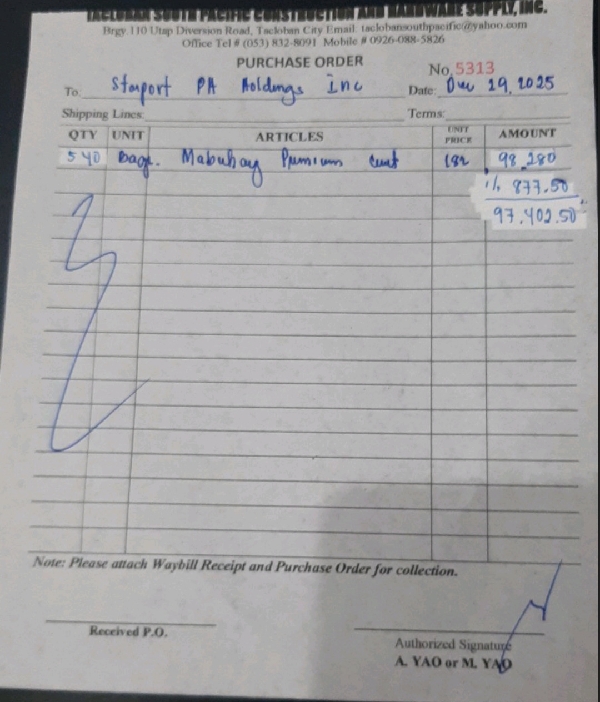 TACLOBAN SOUTH PACIFIC CONSTRUCTION AND HARDWARE SUPPLY, INC.
Brgy.110 Utap Diversion Road, Tacloban City Email: taclobansouthpacific@yahoo.com
Office Tel # (053) 832-8091 Mobile # 0926-088-5826
PURCHASE ORDER
No. 5313
To: Starport PA Holdings Inc Date: Dec 29, 2025
Shipping Lines: Terms:
QTY UNIT ARTICLES UNIT PRICE AMOUNT
540 Bags. Mabuhay Premium cemt 182 98,280
1% 877.50
97,402.50
Note: Please attach Waybill Receipt and Purchase Order for collection.
Received P.O.
Authorized Signature
A. YAO or M. YAO